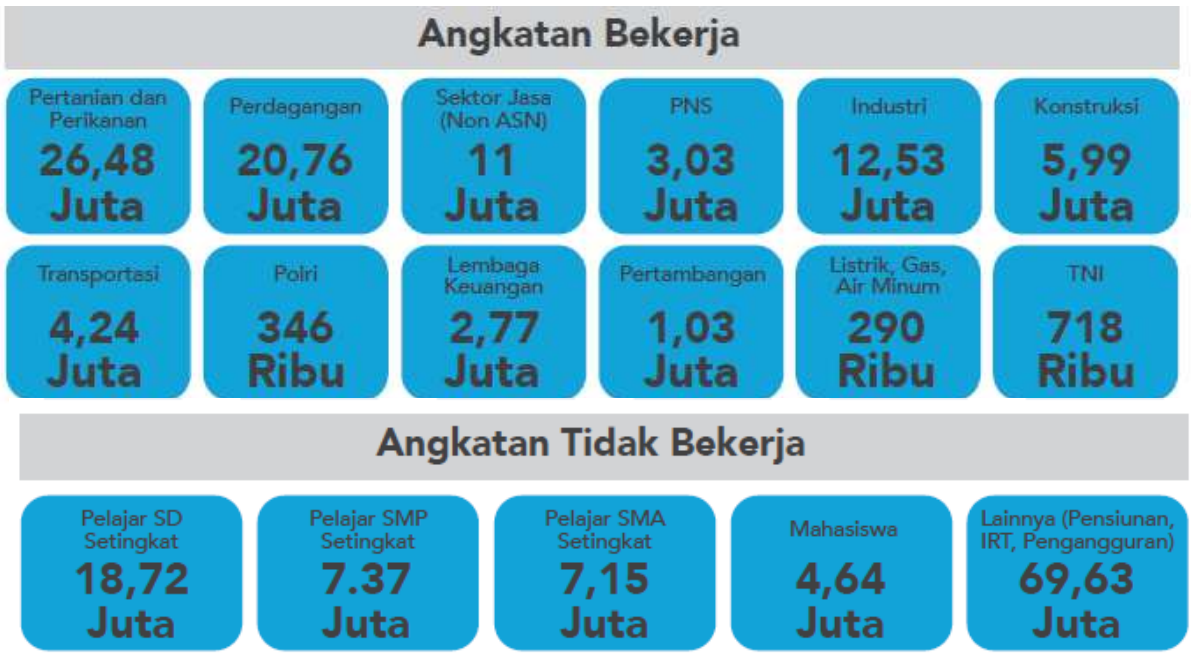 Angkatan Bekerja
Pertanian dan
Perikanan
26,48
Juta
Perdagangan
20,76
Juta
Sektor Jasa
(Non ASN)
11
Juta
PNS
3,03
Juta
Industri
12,53
Juta
Konstruksi
5,99
Juta
Transportasi
4,24
Juta
Polri
346
Ribu
Lembaga
Keuangan
2,77
Juta
Pertambangan
1,03
Juta
Listrik, Gas,
Air Minum
290
Ribu
TNI
718
Ribu
Angkatan Tidak Bekerja
Pelajar SD
Setingkat
18,72
Juta
Pelajar SMP
Setingkat
7.37
Juta
Pelajar SMA
Setingkat
7,15
Juta
Mahasiswa
4,64
Juta
Lainnya (Pensiunan,
IRT, Pengangguran)
69,63
Juta